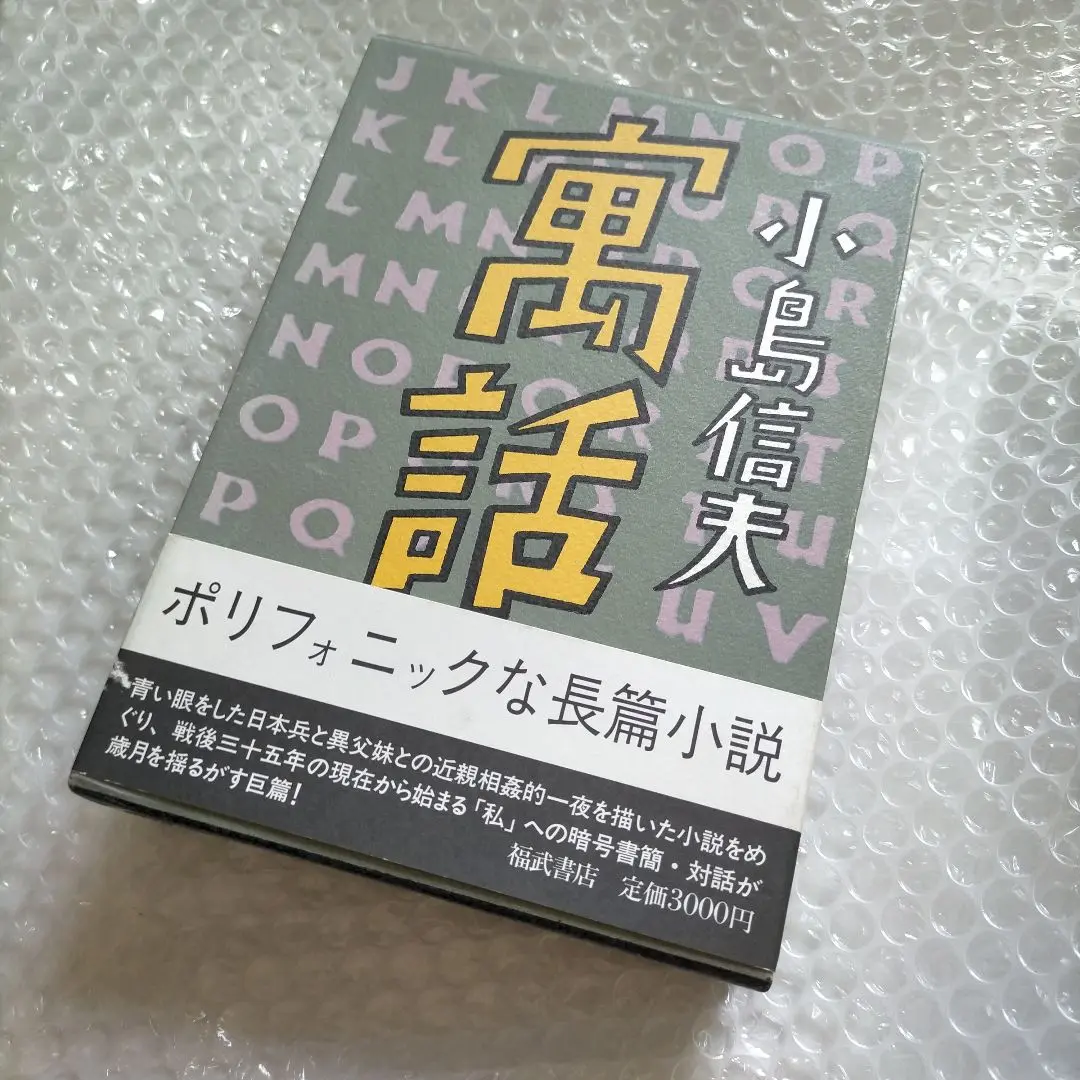 J K L M N O P
K L
L M N
M N
N O P Q R
O P
P Q
寓話
小島信夫
ポリフォニックな長篇小説
青い眼をした日本兵と異父妹との近親相姦的一夜を描いた小説をめ
ぐり、戦後三十五年の現在から始まる「私」への暗号書簡・対話が
歳月を揺るがす巨篇！
福武書店 定価3000円